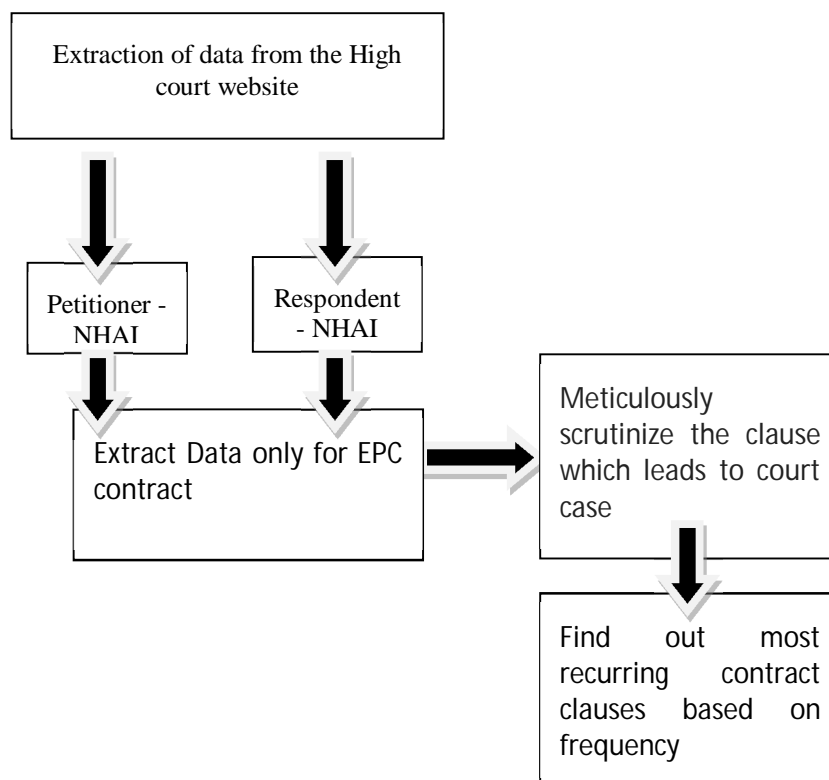 Extraction of data from the High
court website
Petitioner -
NHAI
Respondent
- NHAI
Extract Data only for EPC
contract
Meticulously
scrutinize the clause
which leads to court
case
Find out most
recurring contract
clauses based on
frequency